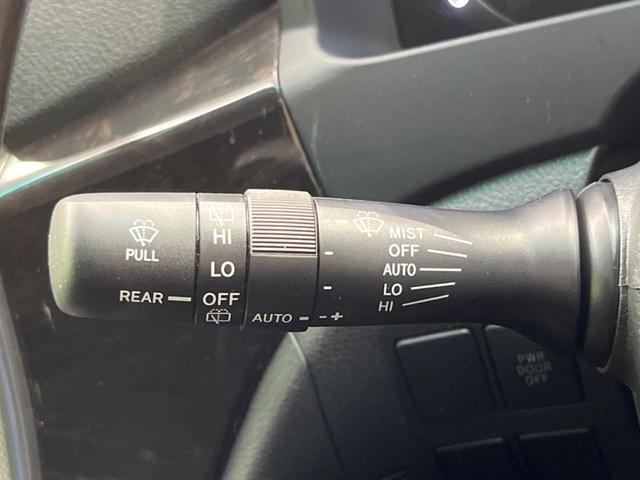 PULL
REAR
HI
LO
OFF
AUTO
- +
MIST
OFF
AUTO
LO
HI
PWR
DOOR
OFF